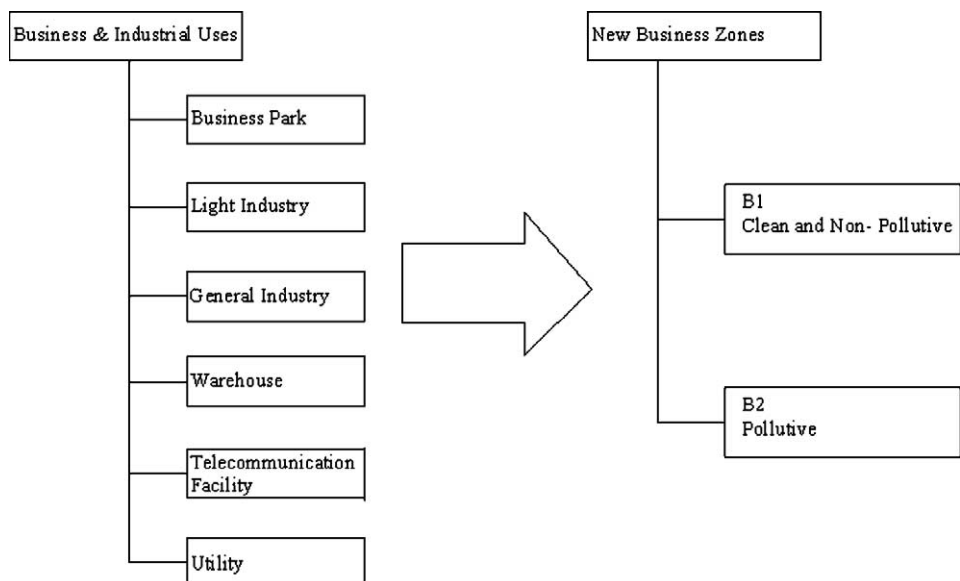 Business & Industrial Uses
Business Park
Light Industry
General Industry
Warehouse
Telecommunication
Facility
Utility
New Business Zones
B1
Clean and Non- Pollutive
B2
Pollutive